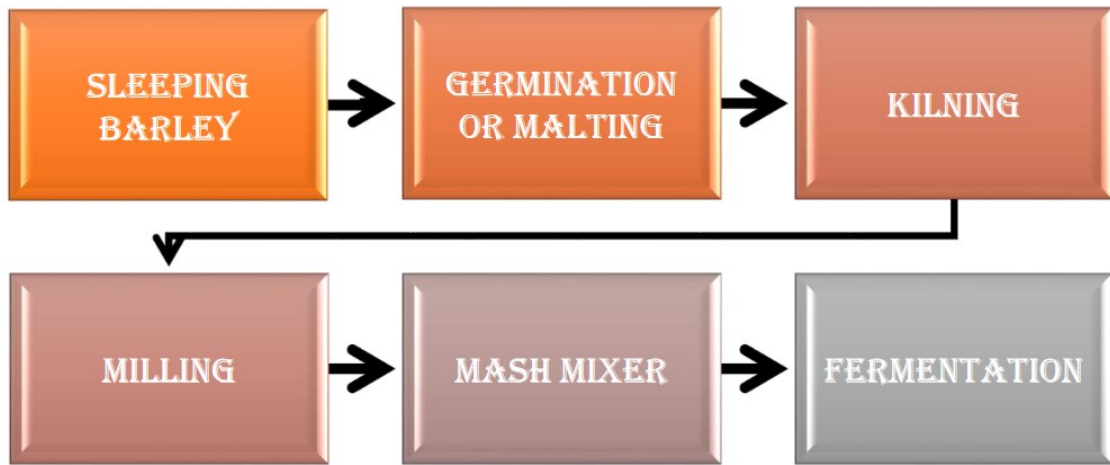 SLEEPING
BARLEY
GERMINATION
OR MALTING
KILNING
MILLING
MASH MIXER
FERMENTATION